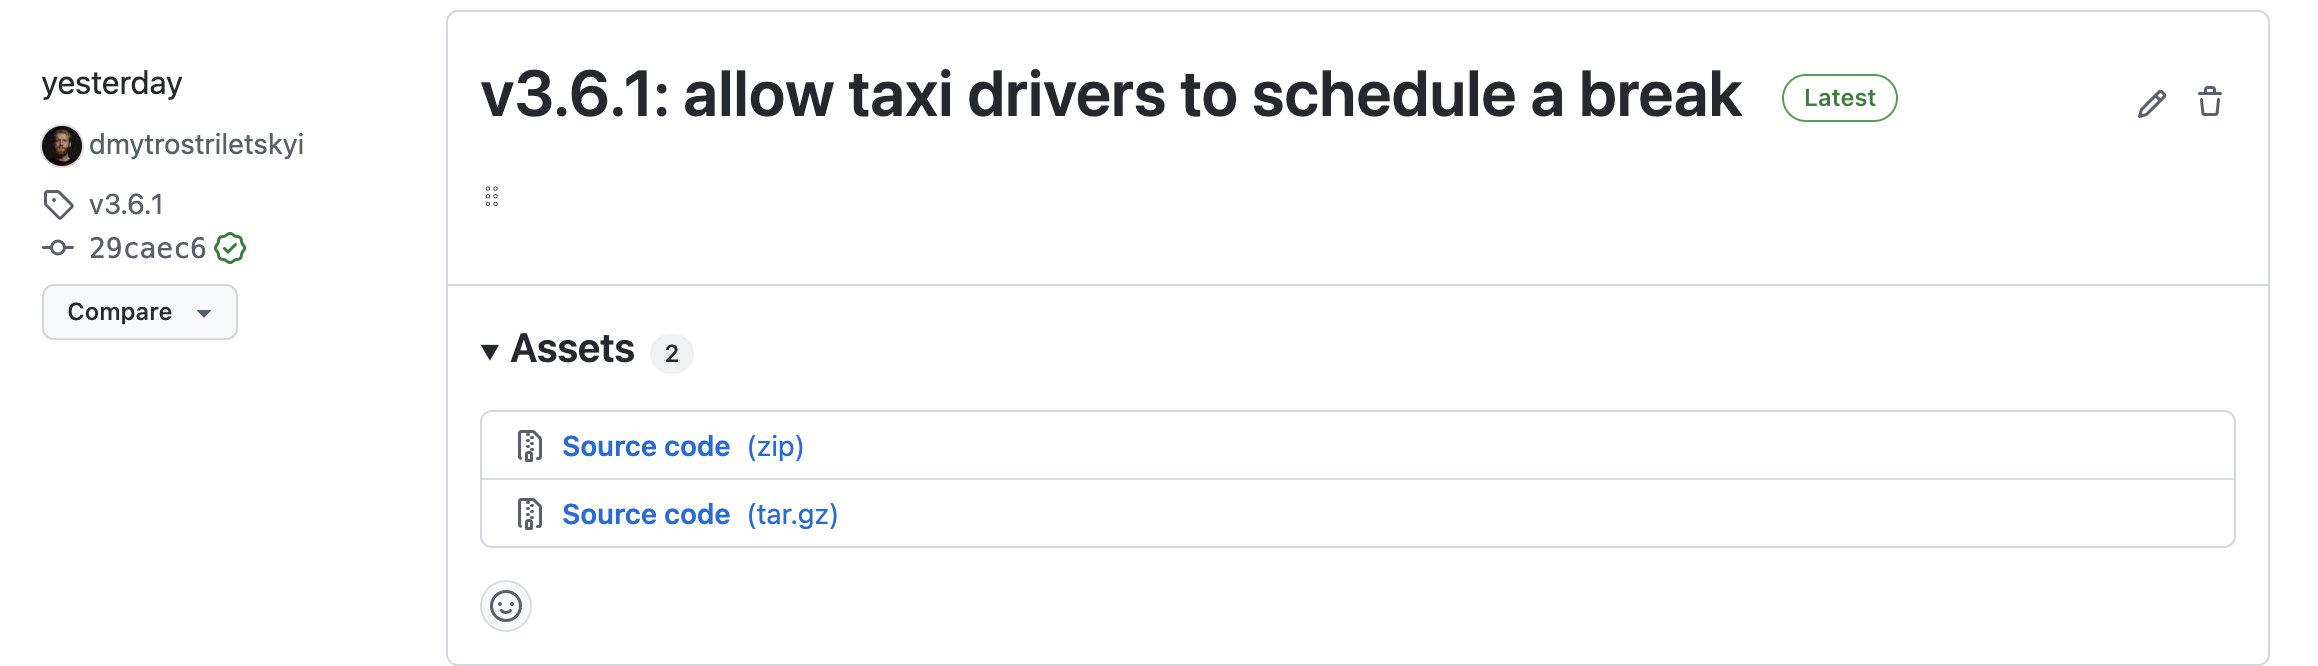 yesterday
dmytrostriletskyi
v3.6.1
29caec6
Compare
v3.6.1: allow taxi drivers to schedule a break
Latest
Assets 2
Source code (zip)
Source code (tar.gz)